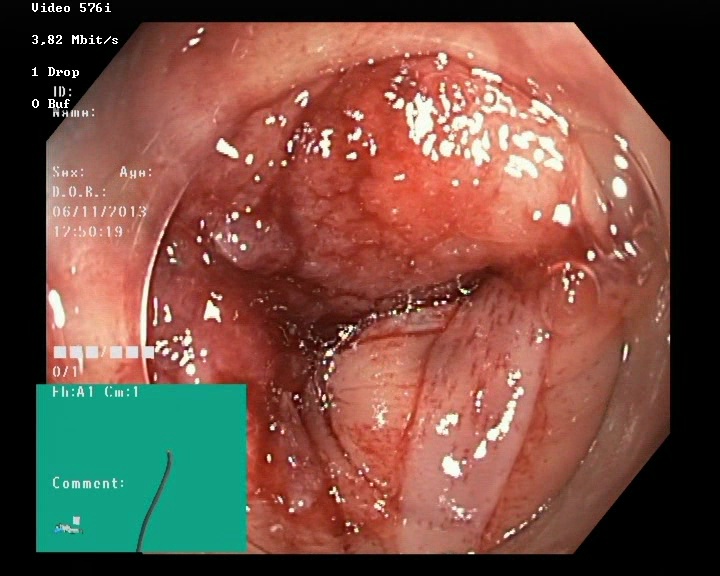 Video 576i
3,82 Mbit/s
1 Drop
ID:
0 Buf
Name:
Sex: Age:
D.O.B.:
06/11/2013
12:50:19
0/1
Eh:A1 Cm:1
Comment: